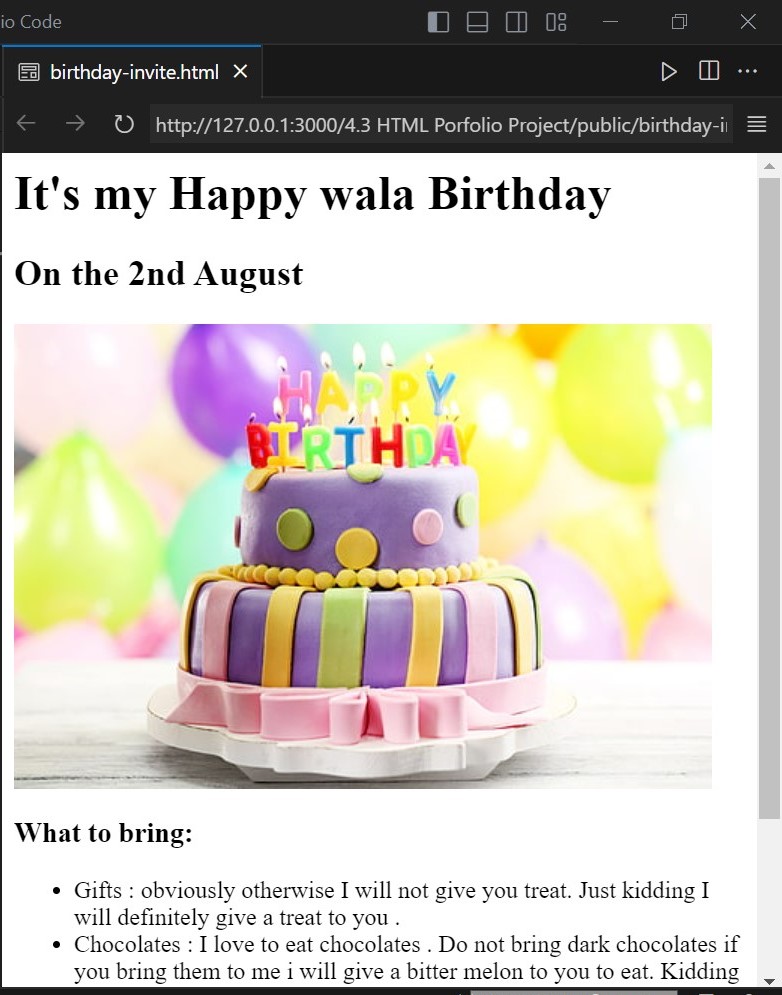 io Code
birthday-invite.html
http://127.0.0.1:3000/4.3 HTML Porfolio Project/public/birthday-i
It's my Happy wala Birthday
On the 2nd August
HAPPY
BIRTHDAY
What to bring:
• Gifts : obviously otherwise I will not give you treat. Just kidding I
will definitely give a treat to you .
• Chocolates : I love to eat chocolates . Do not bring dark chocolates if
you bring them to me i will give a bitter melon to you to eat. Kidding